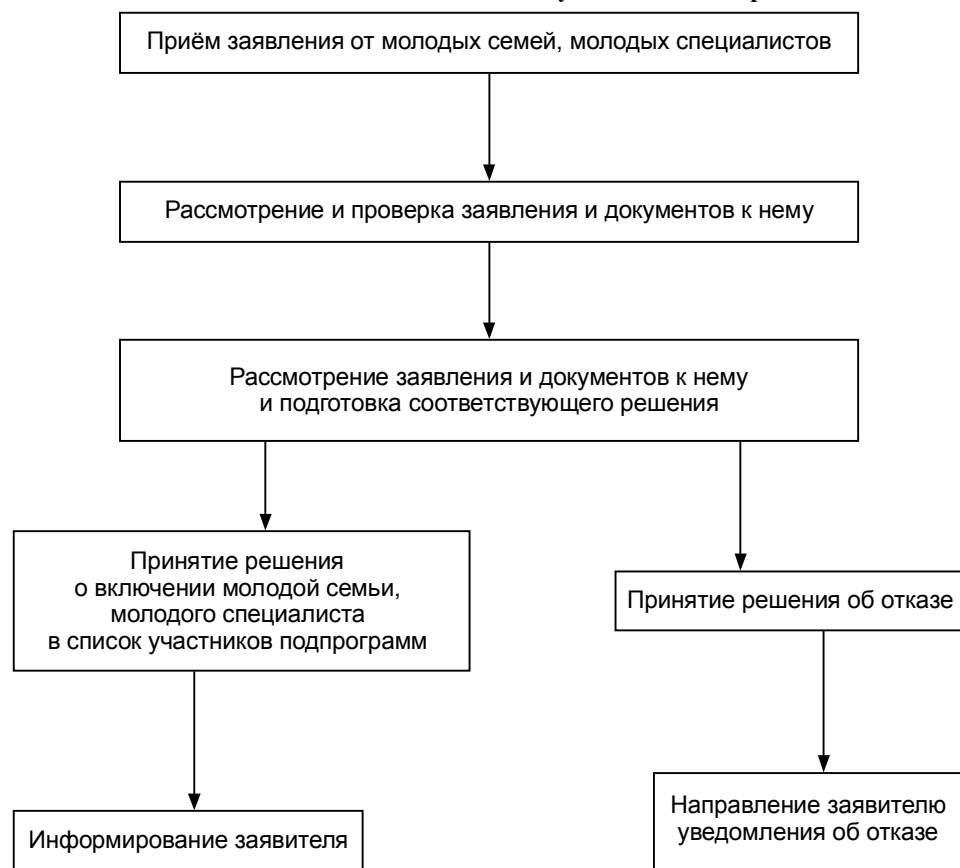 Приём заявления от молодых семей, молодых специалистов
Рассмотрение и проверка заявления и документов к нему
Рассмотрение заявления и документов к нему
и подготовка соответствующего решения
Принятие решения
о включении молодой семьи,
молодого специалиста
в список участников подпрограмм
Принятие решения об отказе
Информирование заявителя
Направление заявителю
уведомления об отказе